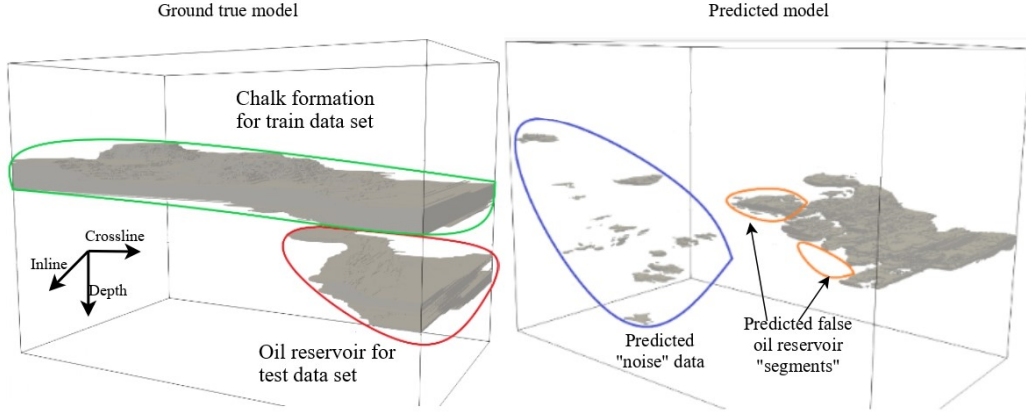 Ground true model
Predicted model
Chalk formation
for train data set
Crossline
Inline
Depth
Oil reservoir for
test data set
Predicted
"noise" data
Predicted false
oil reservoir
"segments"